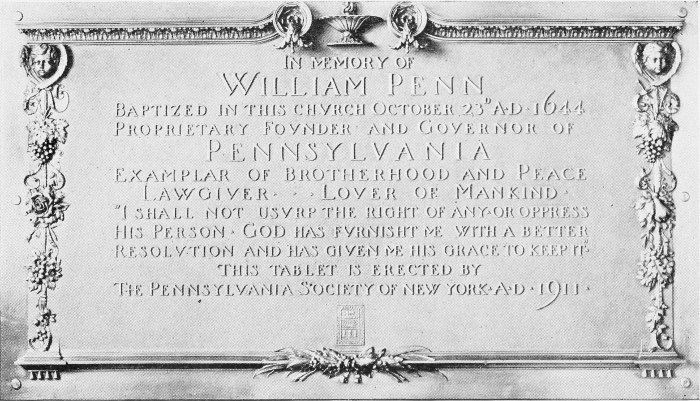 IN MEMORY OF
WILLIAM PENN
BAPTIZED IN THIS CHVRCH OCTOBER 23D A·D·1644
PROPRIETARY FOVNDER AND GOVERNOR OF
PENNSYLVANIA
EXAMPLAR OF BROTHERHOOD AND PEACE
LAWGIVER · · LOVER OF MANKIND ·
"I SHALL NOT VSVRP THE RIGHT OF ANY·OR OPPRESS
HIS PERSON · GOD HAS FVRNISHT ME WITH A BETTER
RESOLVTION AND HAS GIVEN ME HIS GRACE TO KEEP IT"
THIS TABLET IS ERECTED BY
THE PENNSYLVANIA SOCIETY OF NEW YORK·A·D·1911·